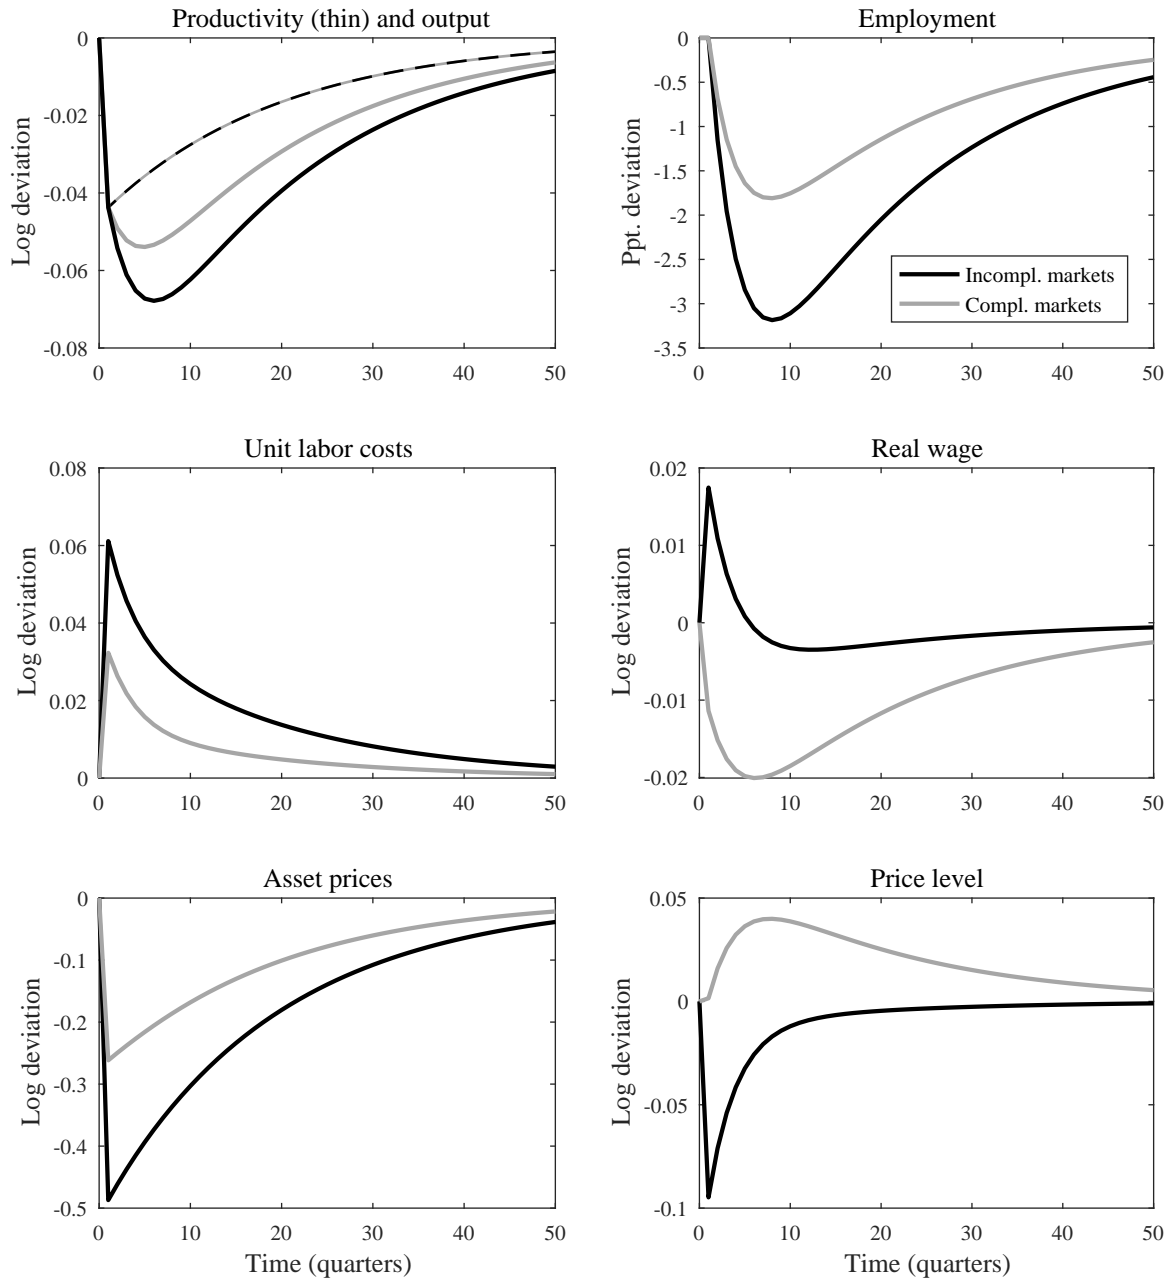 Productivity (thin) and output
Log deviation
0
-0.02
-0.04
-0.06
-0.08
0 10 20 30 40 50
Employment
Ppt. deviation
0
-0.5
-1
-1.5
-2
-2.5
-3
-3.5
Incompl. markets
Compl. markets
0 10 20 30 40 50
Unit labor costs
Log deviation
0.08
0.06
0.04
0.02
0
0 10 20 30 40 50
Real wage
Log deviation
0.02
0.01
0
-0.01
-0.02
0 10 20 30 40 50
Asset prices
Log deviation
0
-0.1
-0.2
-0.3
-0.4
-0.5
0 10 20 30 40 50
Time (quarters)
Price level
Log deviation
0.05
0
-0.05
-0.1
0 10 20 30 40 50
Time (quarters)